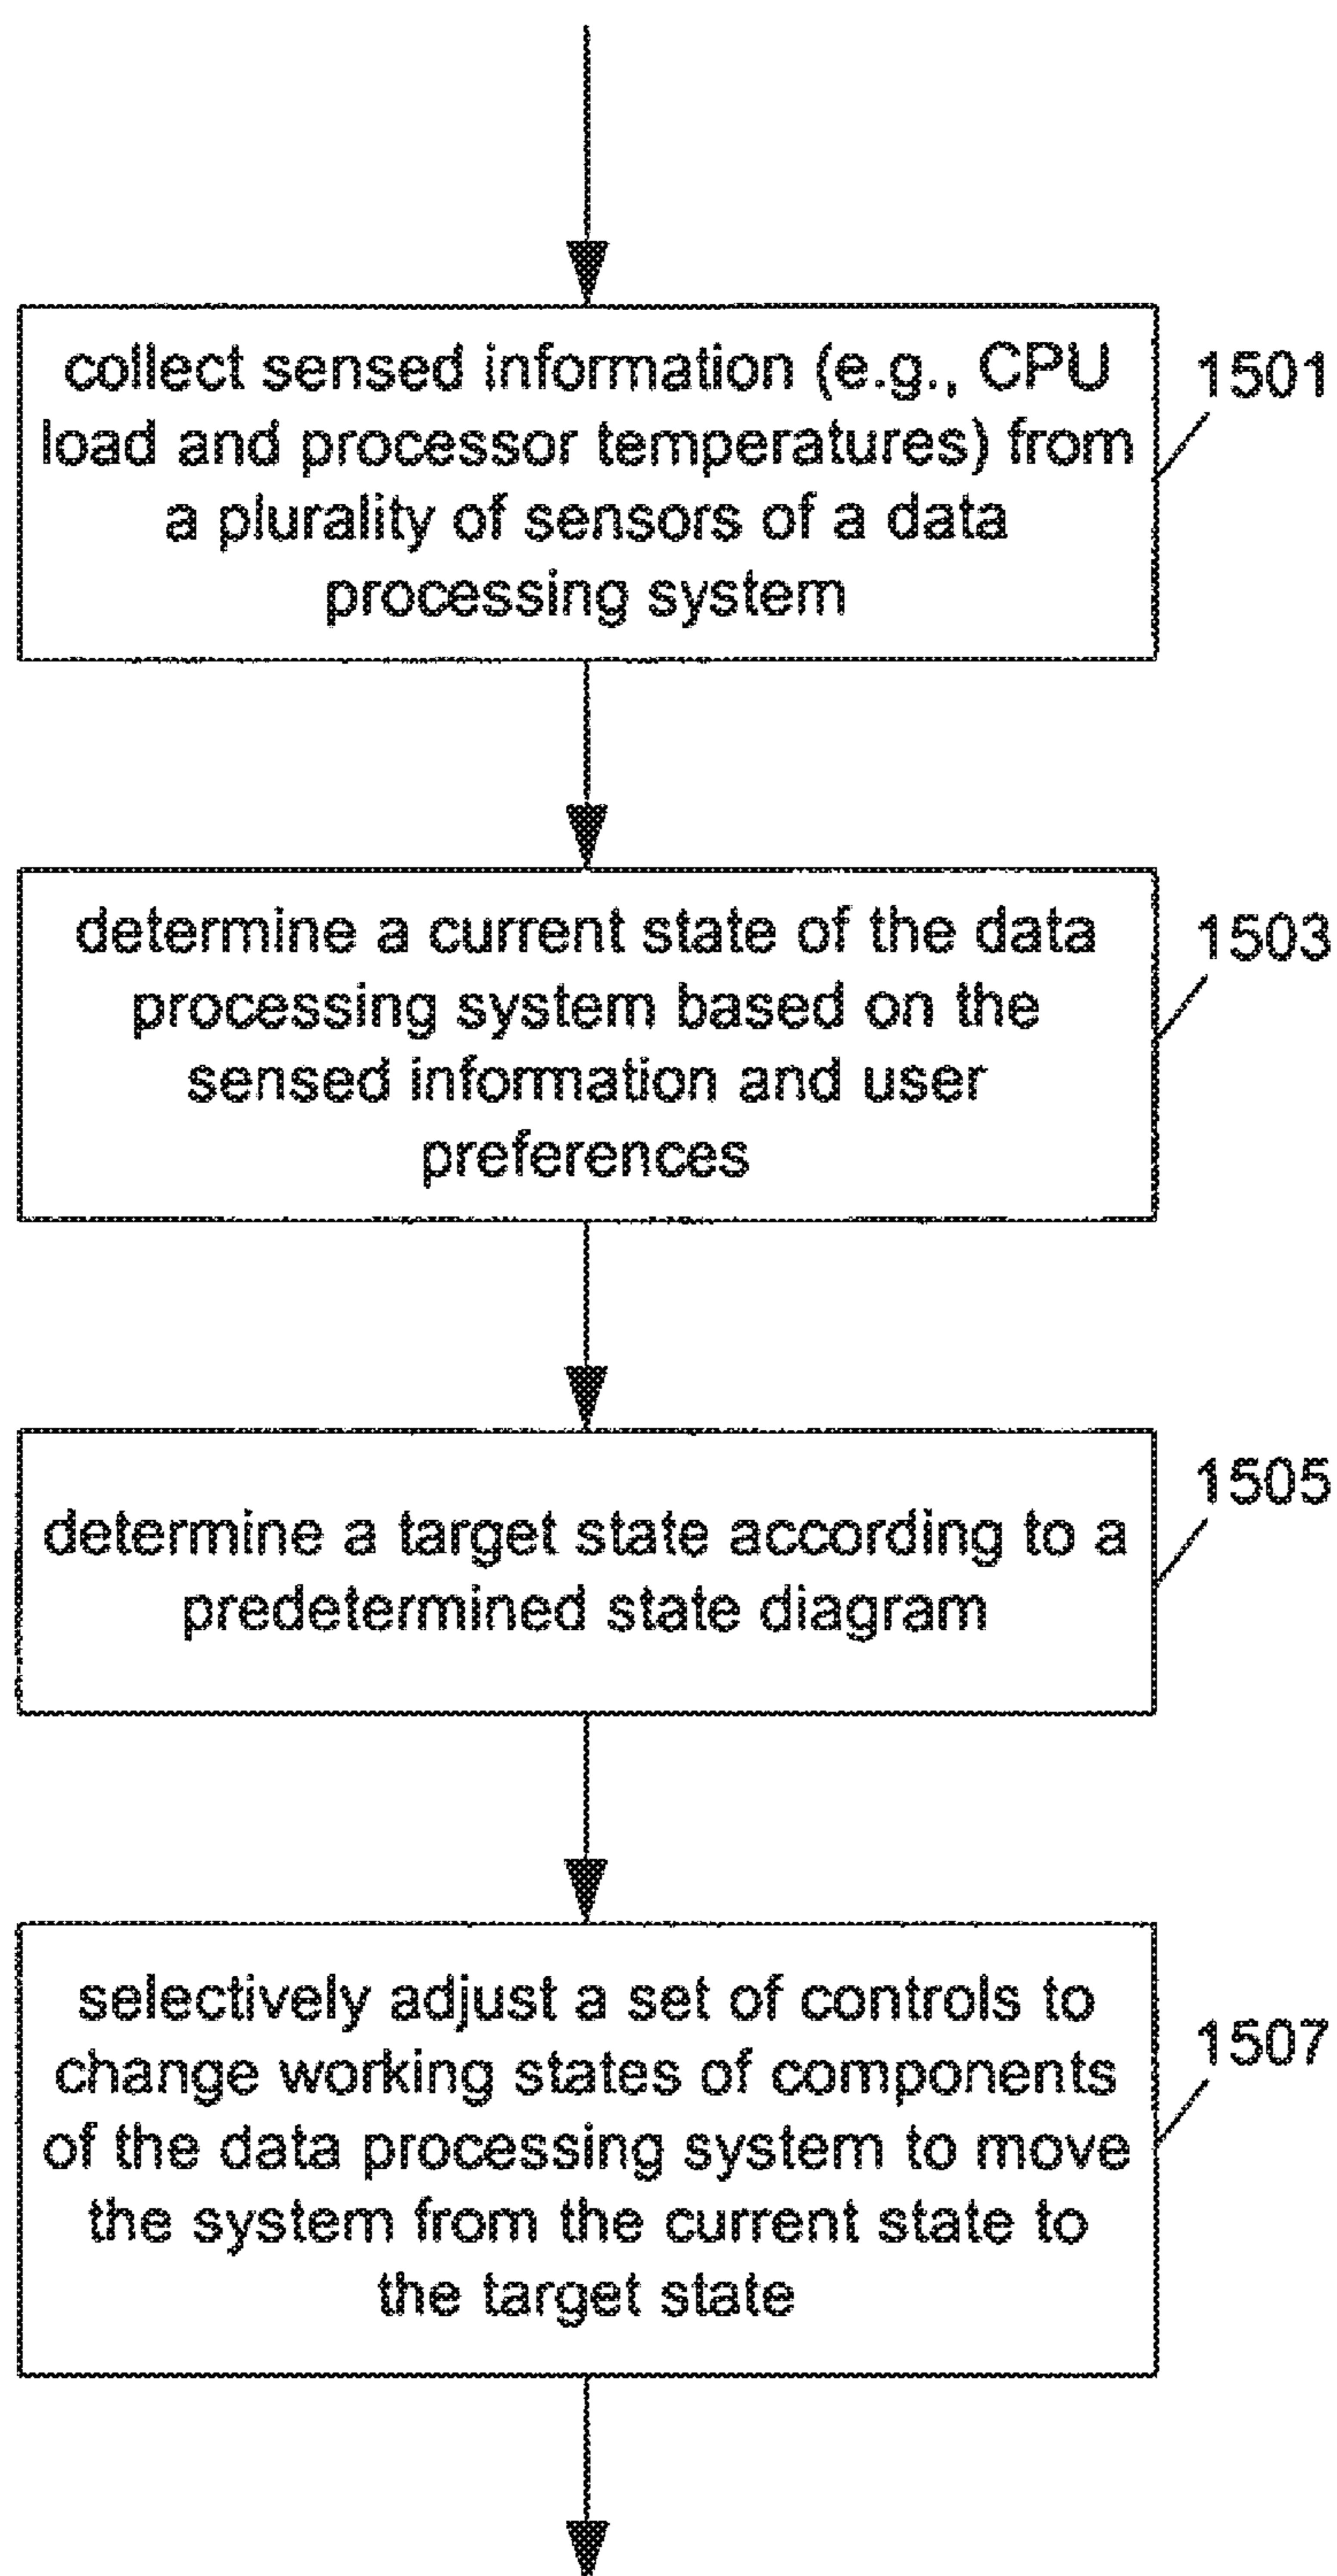 collect sensed information (e.g., CPU
load and processor temperatures) from
a plurality of sensors of a data
processing system
1501
determine a current state of the data
processing system based on the
sensed information and user
preferences
1503
determine a target state according to a
predetermined state diagram
1505
selectively adjust a set of controls to
change working states of components
of the data processing system to move
the system from the current state to
the target state
1507